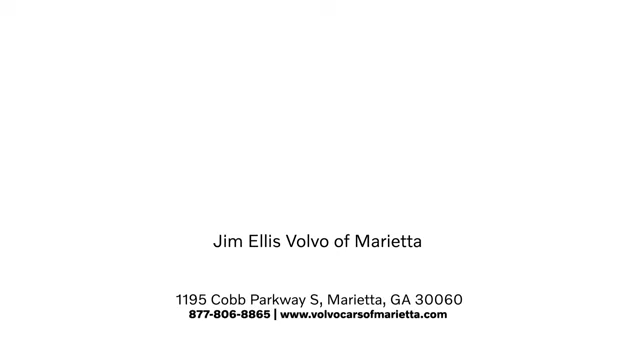 Jim Ellis Volvo of Marietta
1195 Cobb Parkway S, Marietta, GA 30060
877-806-8865 | www.volvocarsofmarietta.com